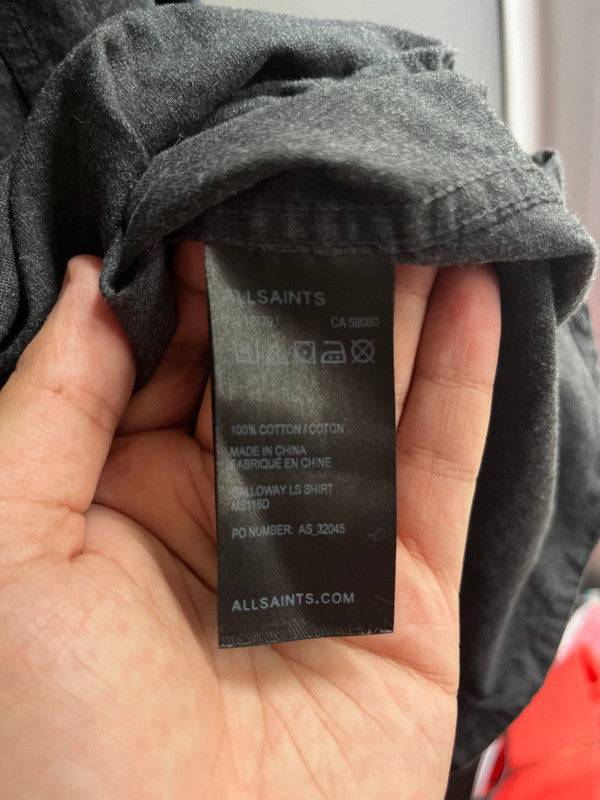 ALLSAINTS
CA 58080
100% COTTON / COTON
MADE IN CHINA
FABRIQUÉ EN CHINE
GALLOWAY LS SHIRT
MS118D
PO NUMBER: AS_32045
ALLSAINTS.COM